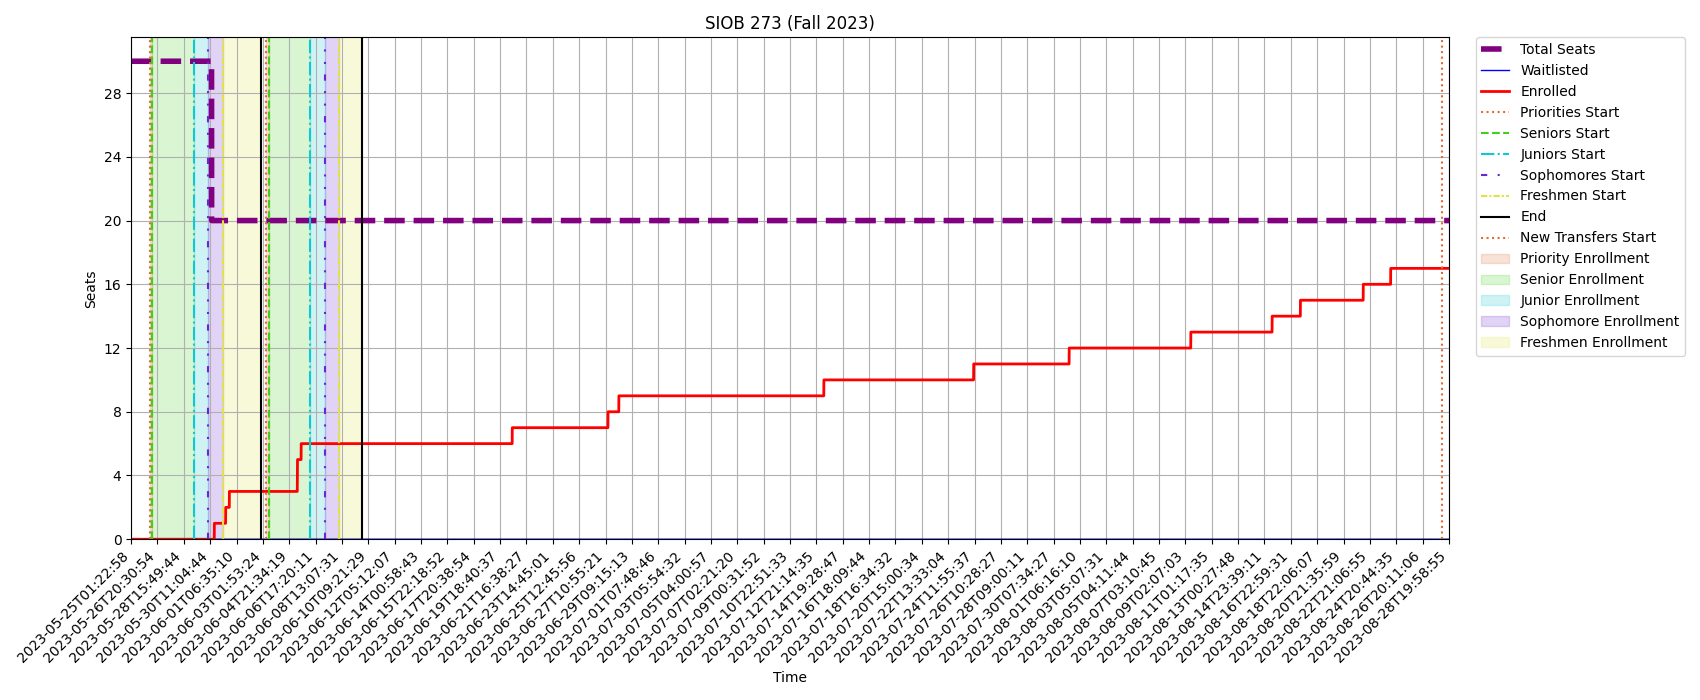 SIOB 273 (Fall 2023)
Seats
28
24
20
16
12
8
4
0
2023-05-25T01:22:58
2023-05-26T20:30:54
2023-05-28T15:49:44
2023-05-30T11:04:44
2023-06-01T06:35:10
2023-06-03T01:53:24
2023-06-04T21:34:19
2023-06-06T17:20:11
2023-06-08T13:07:31
2023-06-10T09:21:29
2023-06-12T05:12:07
2023-06-14T00:58:43
2023-06-15T22:18:52
2023-06-17T20:38:54
2023-06-19T18:40:37
2023-06-21T16:38:27
2023-06-23T14:45:01
2023-06-25T12:45:56
2023-06-27T10:55:21
2023-06-29T09:15:13
2023-07-01T07:48:46
2023-07-03T05:54:32
2023-07-05T04:00:57
2023-07-07T02:21:20
2023-07-09T00:31:52
2023-07-10T22:51:33
2023-07-12T21:14:35
2023-07-14T19:28:47
2023-07-16T18:09:44
2023-07-18T16:34:32
2023-07-20T15:00:34
2023-07-22T13:33:04
2023-07-24T11:55:37
2023-07-26T10:28:27
2023-07-28T09:00:11
2023-07-30T07:34:27
2023-08-01T06:16:10
2023-08-03T05:07:31
2023-08-05T04:11:44
2023-08-07T03:10:45
2023-08-09T02:07:03
2023-08-11T01:17:35
2023-08-13T00:27:48
2023-08-14T23:39:11
2023-08-16T22:59:31
2023-08-18T22:06:07
2023-08-20T21:35:59
2023-08-22T21:06:55
2023-08-24T20:44:35
2023-08-26T20:11:06
2023-08-28T19:58:55
Time
Total Seats
Waitlisted
Enrolled
Priorities Start
Seniors Start
Juniors Start
Sophomores Start
Freshmen Start
End
New Transfers Start
Priority Enrollment
Senior Enrollment
Junior Enrollment
Sophomore Enrollment
Freshmen Enrollment